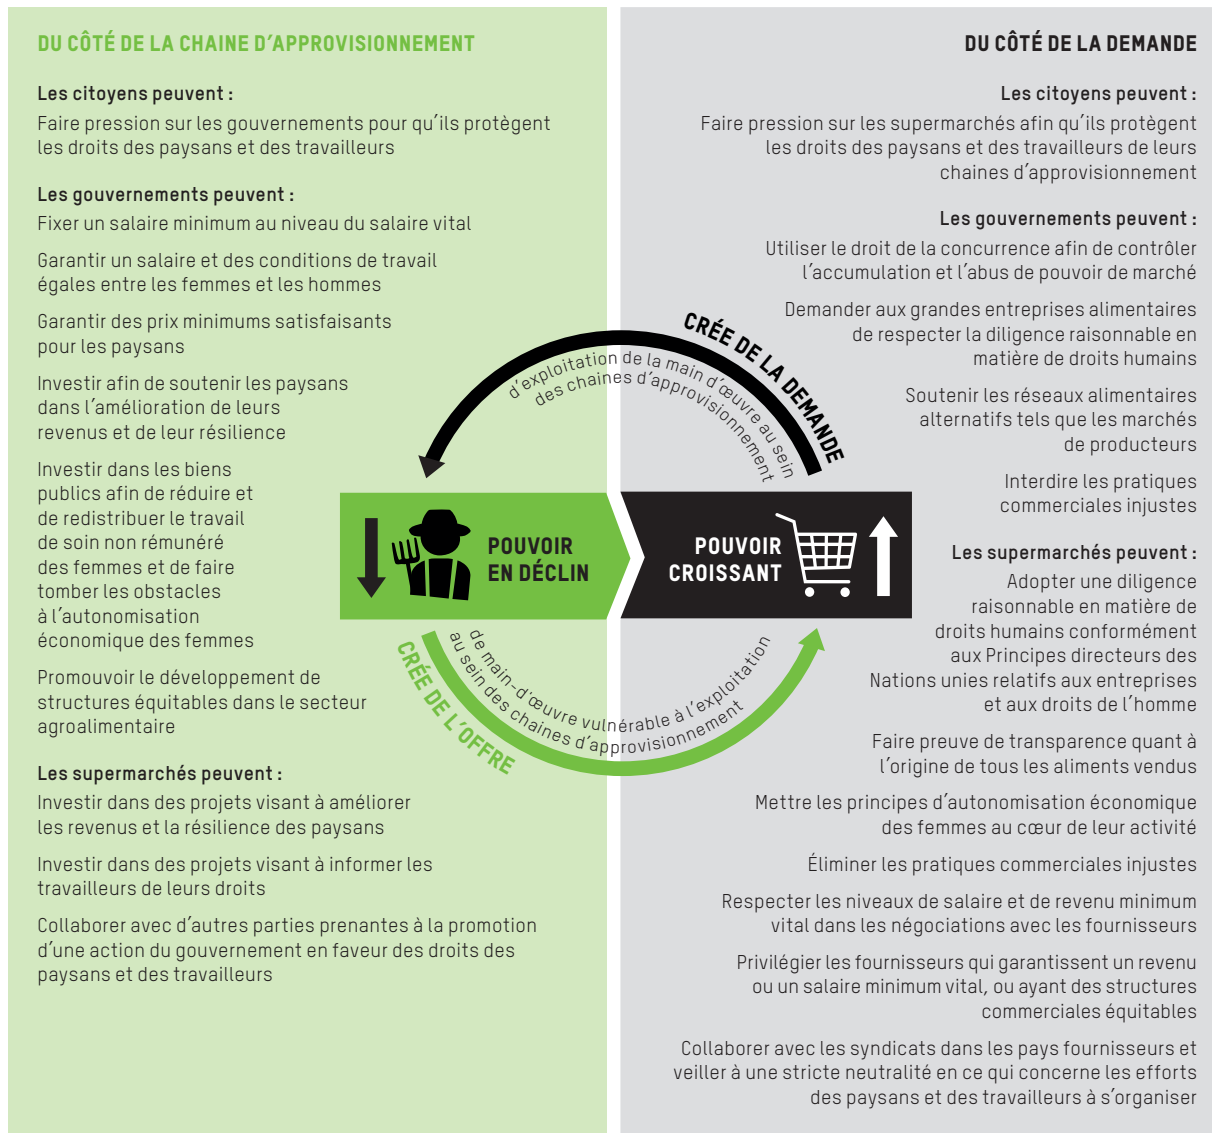 DU CÔTÉ DE LA CHAINE D’APPROVISIONNEMENT
Les citoyens peuvent :
Faire pression sur les gouvernements pour qu’ils protègent
les droits des paysans et des travailleurs
Les gouvernements peuvent :
Fixer un salaire minimum au niveau du salaire vital
Garantir un salaire et des conditions de travail
égales entre les femmes et les hommes
Garantir des prix minimums satisfaisants
pour les paysans
Investir afin de soutenir les paysans
dans l’amélioration de leurs
revenus et de leur résilience
Investir dans les biens
publics afin de réduire et
de redistribuer le travail
de soin non rémunéré
des femmes et de faire
tomber les obstacles
à l’autonomisation
économique des femmes
Promouvoir le développement de
structures équitables dans le secteur
agroalimentaire
Les supermarchés peuvent :
Investir dans des projets visant à améliorer
les revenus et la résilience des paysans
Investir dans des projets visant à informer les
travailleurs de leurs droits
Collaborer avec d’autres parties prenantes à la promotion
d’une action du gouvernement en faveur des droits des
paysans et des travailleurs
CRÉE DE LA DEMANDE
d’exploitation de la main d’œuvre au sein
des chaines d’approvisionnement
POUVOIR
EN DÉCLIN
POUVOIR
CROISSANT
de main-d’œuvre vulnérable à l’exploitation
au sein des chaines d’approvisionnement
CRÉE DE L’OFFRE
DU CÔTÉ DE LA DEMANDE
Les citoyens peuvent :
Faire pression sur les supermarchés afin qu’ils protègent
les droits des paysans et des travailleurs de leurs
chaines d’approvisionnement
Les gouvernements peuvent :
Utiliser le droit de la concurrence afin de contrôler
l’accumulation et l’abus de pouvoir de marché
Demander aux grandes entreprises alimentaires
de respecter la diligence raisonnable en
matière de droits humains
Soutenir les réseaux alimentaires
alternatifs tels que les marchés
de producteurs
Interdire les pratiques
commerciales injustes
Les supermarchés peuvent :
Adopter une diligence
raisonnable en matière de
droits humains conformément
aux Principes directeurs des
Nations unies relatifs aux entreprises
et aux droits de l’homme
Faire preuve de transparence quant à
l’origine de tous les aliments vendus
Mettre les principes d’autonomisation économique
des femmes au cœur de leur activité
Éliminer les pratiques commerciales injustes
Respecter les niveaux de salaire et de revenu minimum
vital dans les négociations avec les fournisseurs
Privilégier les fournisseurs qui garantissent un revenu
ou un salaire minimum vital, ou ayant des structures
commerciales équitables
Collaborer avec les syndicats dans les pays fournisseurs et
veiller à une stricte neutralité en ce qui concerne les efforts
des paysans et des travailleurs à s’organiser